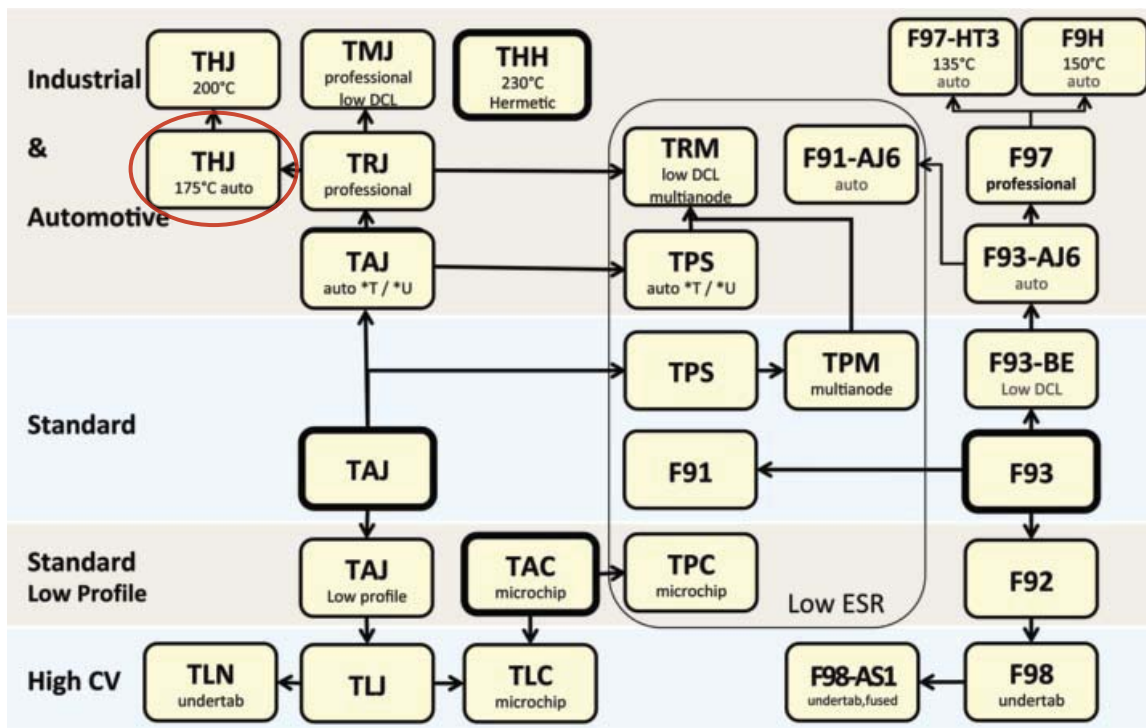 Industrial
&
Automotive
THJ
200°C
TMJ
professional
low DCL
THH
230°C
Hermetic
F97-HT3
135°C
auto
F9H
150°C
auto
THJ
175°C auto
TRJ
professional
TRM
low DCL
multianode
F91-AJ6
auto
F97
professional
TAJ
auto *T / *U
TPS
auto *T / *U
F93-AJ6
auto
Standard
TPS
TPM
multianode
F93-BE
Low DCL
TAJ
F91
F93
Standard
Low Profile
TAJ
Low profile
TAC
microchip
TPC
microchip
Low ESR
F92
High CV
TLN
undertab
TLJ
TLC
microchip
F98-AS1
undertab,fused
F98
undertab